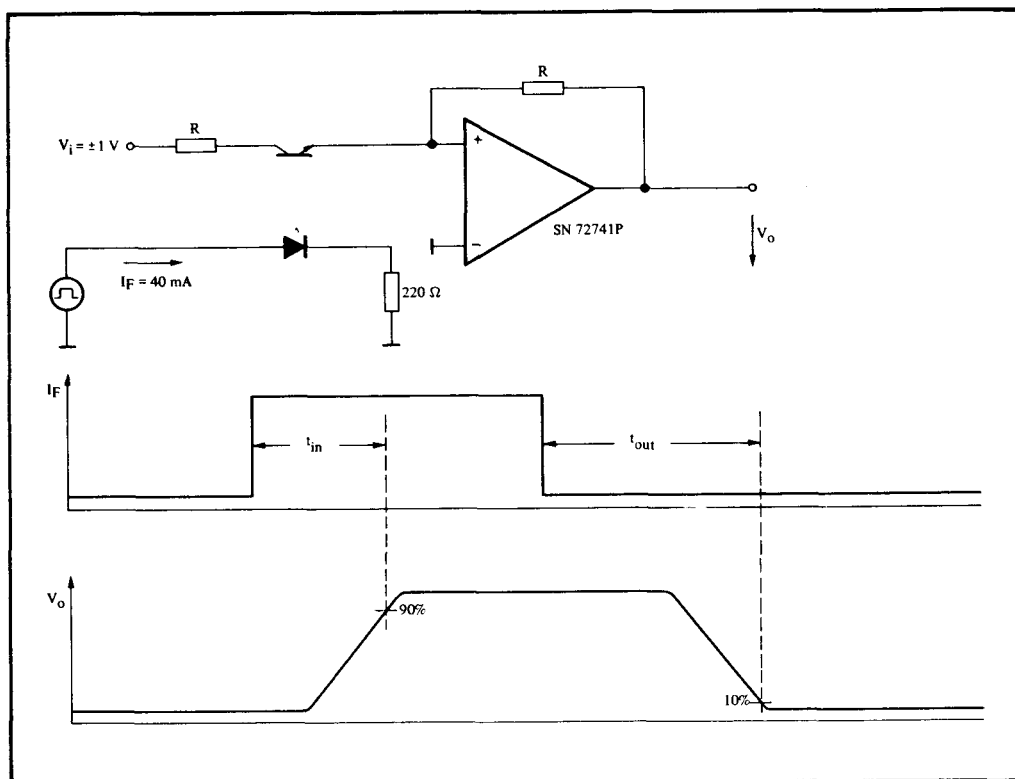 R
R
V_i = ±1 V
+
−
SN 72741P
V_o
I_F = 40 mA
220 Ω
I_F
t_in
t_out
V_o
90%
10%